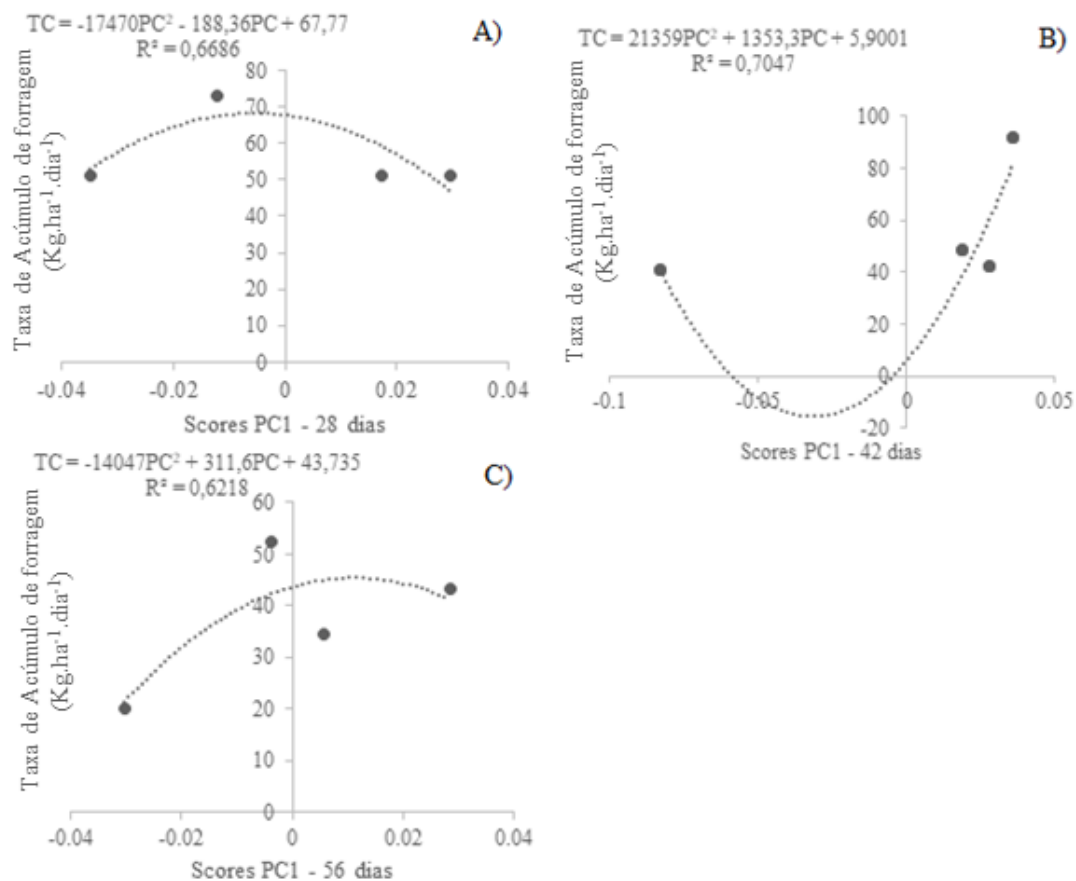 TC = -17470PC² - 188,36PC + 67,77
R² = 0,6686
A)
Taxa de Acúmulo de forragem
(Kg.ha⁻¹.dia⁻¹)
80
70
60
50
40
30
20
10
0
-0.04
-0.02
0
0.02
0.04
Scores PC1 - 28 dias
TC = 21359PC² + 1353,3PC + 5,9001
R² = 0,7047
B)
Taxa de Acúmulo de forragem
(Kg.ha⁻¹.dia⁻¹)
100
80
60
40
20
0
-20
-0.1
-0.05
0
0.05
Scores PC1 - 42 dias
TC = -14047PC² + 311,6PC + 43,735
R² = 0,6218
C)
Taxa de Acúmulo de forragem
(Kg.ha⁻¹.dia⁻¹)
60
50
40
30
20
10
0
-0.04
-0.02
0
0.02
0.04
Scores PC1 - 56 dias